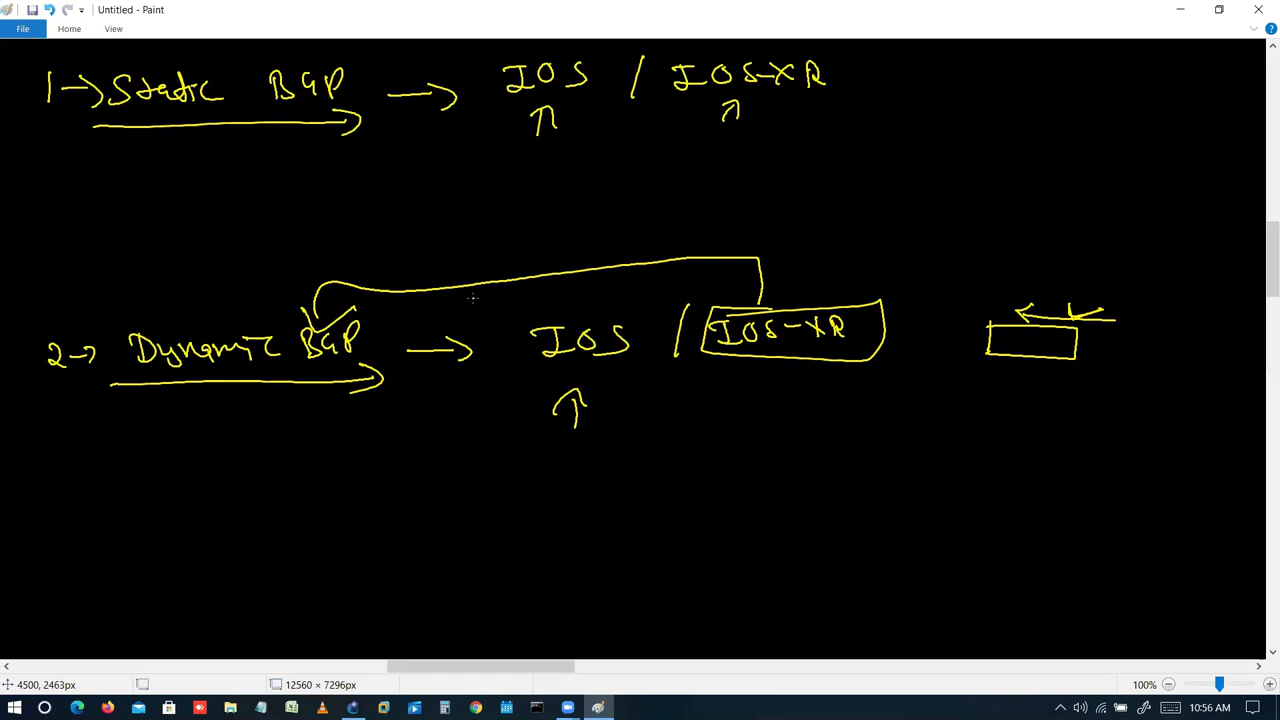 Untitled - Paint
File Home View
1→ Static BGP → IOS / IOS-XR
2→ Dynamic BGP → IOS / IOS-XR
4500, 2463px 12560 × 7296px 100%
10:56 AM